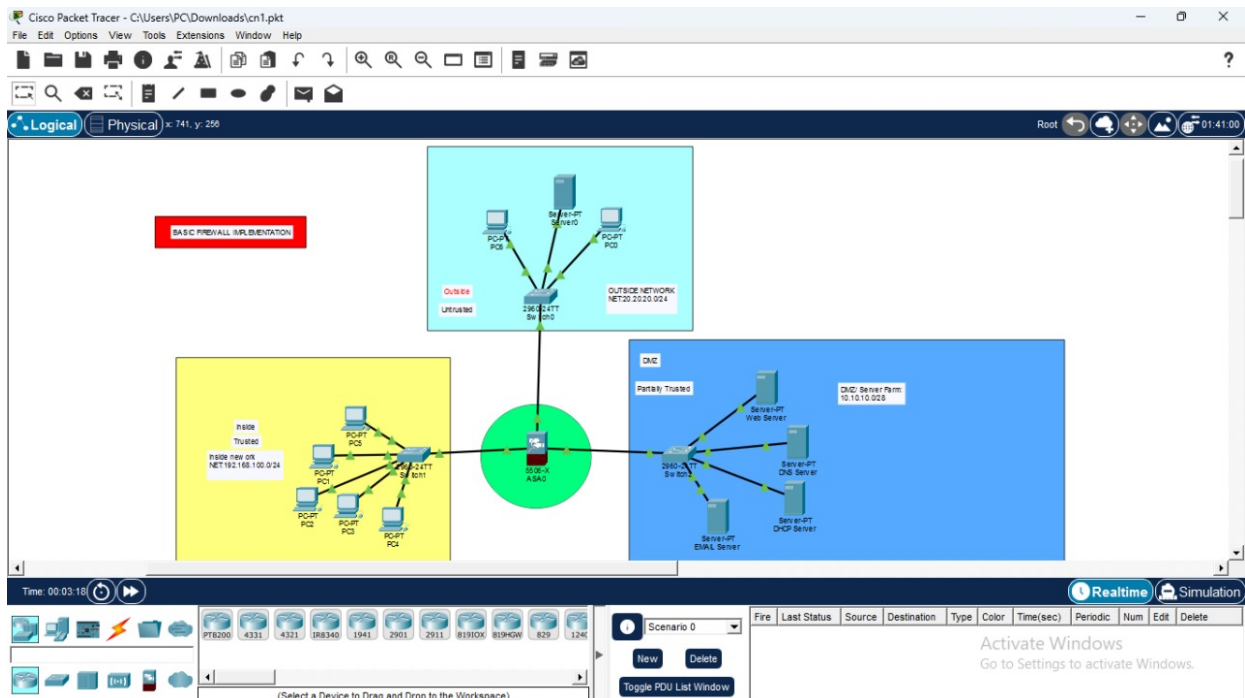 Cisco Packet Tracer - C:\Users\PC\Downloads\cn1.pkt
File Edit Options View Tools Extensions Window Help
?
Logical Physical x: 741, y: 256 Root 01:41:00
BASIC FIREWALL IMPLEMENTATION
Server-PT
Server0
PC-PT
PC6
PC-PT
PC0
Outside
Untrusted
2960-24TT
Switch0
OUTSIDE NETWORK
NET:20.20.20.0/24
Inside
Trusted
Inside network
NET192.168.100.0/24
PC-PT
PC5
PC-PT
PC1
PC-PT
PC2
PC-PT
PC3
PC-PT
PC4
2960-24TT
Switch1
5506-X
ASA0
DMZ
Partially Trusted
DMZ/ Server Farm:
10.10.10.0/28
Server-PT
Web Server
2960-24TT
Server-PT
DNS Server
Server-PT
DHCP Server
Server-PT
EMAIL Server
Time: 00:03:18 Realtime Simulation
PT8200 4331 4321 IR8340 1941 2901 2911 819IOX 819HGW 829 1240
(Select a Device to Drag and Drop to the Workspace)
Scenario 0
New Delete
Toggle PDU List Window
Fire Last Status Source Destination Type Color Time(sec) Periodic Num Edit Delete
Activate Windows
Go to Settings to activate Windows.